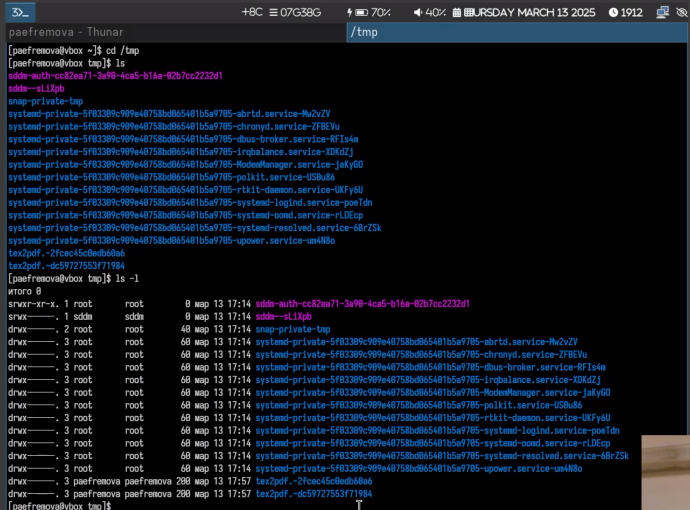 3>_ +8C 07G38G 70% 40% URSDAY MARCH 13 2025 1912
paefremova - Thunar /tmp
[paefremova@vbox ~]$ cd /tmp
[paefremova@vbox tmp]$ ls
sddm-auth-cc82ea71-3a90-4ca5-b16a-02b7cc2232d1
sddm--sLiXpb
snap-private-tmp
systemd-private-5f03309c909e40758bd065401b5a9705-abrtd.service-Mw2vZV
systemd-private-5f03309c909e40758bd065401b5a9705-chronyd.service-ZFBEVu
systemd-private-5f03309c909e40758bd065401b5a9705-dbus-broker.service-RFIs4m
systemd-private-5f03309c909e40758bd065401b5a9705-irqbalance.service-XDKdZj
systemd-private-5f03309c909e40758bd065401b5a9705-ModemManager.service-jaKyGO
systemd-private-5f03309c909e40758bd065401b5a9705-polkit.service-US0u86
systemd-private-5f03309c909e40758bd065401b5a9705-rtkit-daemon.service-UKFy6U
systemd-private-5f03309c909e40758bd065401b5a9705-systemd-logind.service-poeTdn
systemd-private-5f03309c909e40758bd065401b5a9705-systemd-oomd.service-rLDEcp
systemd-private-5f03309c909e40758bd065401b5a9705-systemd-resolved.service-6BrZSk
systemd-private-5f03309c909e40758bd065401b5a9705-upower.service-um4N8o
tex2pdf.-2fcec45c0edb60a6
tex2pdf.-dc59727553f71984
[paefremova@vbox tmp]$ ls -l
итого 0
srwxr-xr-x. 1 root root 0 мар 13 17:14 sddm-auth-cc82ea71-3a90-4ca5-b16a-02b7cc2232d1
srwx------. 1 sddm sddm 0 мар 13 17:14 sddm--sLiXpb
drwx------. 2 root root 40 мар 13 17:14 snap-private-tmp
drwx------. 3 root root 60 мар 13 17:14 systemd-private-5f03309c909e40758bd065401b5a9705-abrtd.service-Mw2vZV
drwx------. 3 root root 60 мар 13 17:14 systemd-private-5f03309c909e40758bd065401b5a9705-chronyd.service-ZFBEVu
drwx------. 3 root root 60 мар 13 17:14 systemd-private-5f03309c909e40758bd065401b5a9705-dbus-broker.service-RFIs4m
drwx------. 3 root root 60 мар 13 17:14 systemd-private-5f03309c909e40758bd065401b5a9705-irqbalance.service-XDKdZj
drwx------. 3 root root 60 мар 13 17:14 systemd-private-5f03309c909e40758bd065401b5a9705-ModemManager.service-jaKyGO
drwx------. 3 root root 60 мар 13 17:14 systemd-private-5f03309c909e40758bd065401b5a9705-polkit.service-US0u86
drwx------. 3 root root 60 мар 13 17:14 systemd-private-5f03309c909e40758bd065401b5a9705-rtkit-daemon.service-UKFy6U
drwx------. 3 root root 60 мар 13 17:14 systemd-private-5f03309c909e40758bd065401b5a9705-systemd-logind.service-poeTdn
drwx------. 3 root root 60 мар 13 17:14 systemd-private-5f03309c909e40758bd065401b5a9705-systemd-oomd.service-rLDEcp
drwx------. 3 root root 60 мар 13 17:14 systemd-private-5f03309c909e40758bd065401b5a9705-systemd-resolved.service-6BrZSk
drwx------. 3 root root 60 мар 13 17:14 systemd-private-5f03309c909e40758bd065401b5a9705-upower.service-um4N8o
drwx------. 3 paefremova paefremova 200 мар 13 17:57 tex2pdf.-2fcec45c0edb60a6
drwx------. 3 paefremova paefremova 200 мар 13 17:57 tex2pdf.-dc59727553f71984
[paefremova@vbox tmp]$